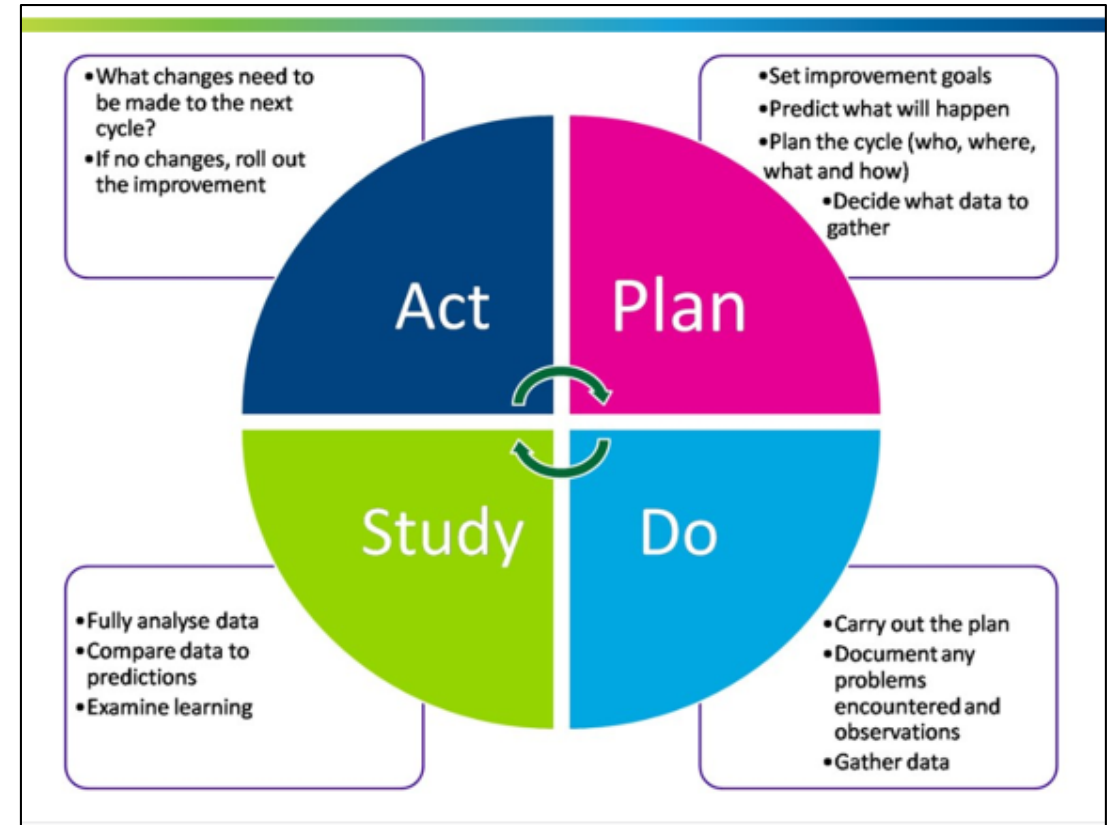 •What changes need to
be made to the next
cycle?
•If no changes, roll out
the improvement
•Set improvement goals
•Predict what will happen
•Plan the cycle (who, where,
what and how)
•Decide what data to
gather
Act
Plan
Study
Do
•Fully analyse data
•Compare data to
predictions
•Examine learning
•Carry out the plan
•Document any
problems
encountered and
observations
•Gather data